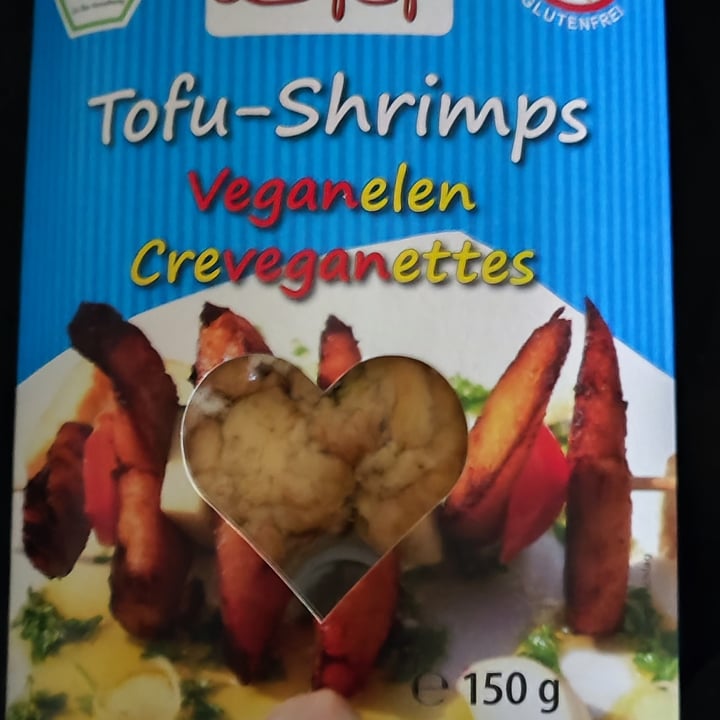 GLUTENFREI
Tofu-Shrimps
Veganelen
Creveganettes
℮ 150 g